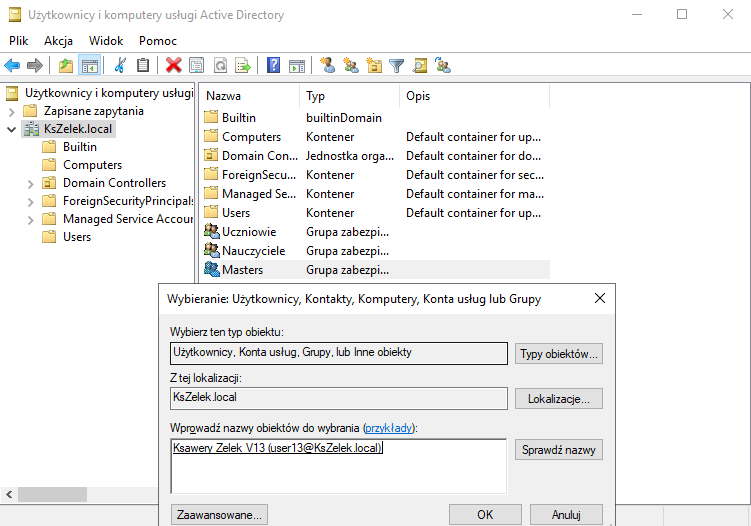 Użytkownicy i komputery usługi Active Directory
Plik Akcja Widok Pomoc
Użytkownicy i komputery usługi
Zapisane zapytania
KsZelek.local
Builtin
Computers
Domain Controllers
ForeignSecurityPrincipals
Managed Service Accour
Users
Nazwa Typ Opis
Builtin builtinDomain
Computers Kontener Default container for up...
Domain Con... Jednostka orga... Default container for do...
ForeignSecu... Kontener Default container for sec...
Managed Se... Kontener Default container for ma...
Users Kontener Default container for up...
Uczniowie Grupa zabezpi...
Nauczyciele Grupa zabezpi...
Masters Grupa zabezpi...
Wybieranie: Użytkownicy, Kontakty, Komputery, Konta usług lub Grupy
Wybierz ten typ obiektu:
Użytkownicy, Konta usług, Grupy, lub Inne obiekty Typy obiektów...
Z tej lokalizacji:
KsZelek.local Lokalizacje...
Wprowadź nazwy obiektów do wybrania (przykłady):
Ksawery Zelek V13 (user13@KsZelek.local) Sprawdź nazwy
Zaawansowane... OK Anuluj